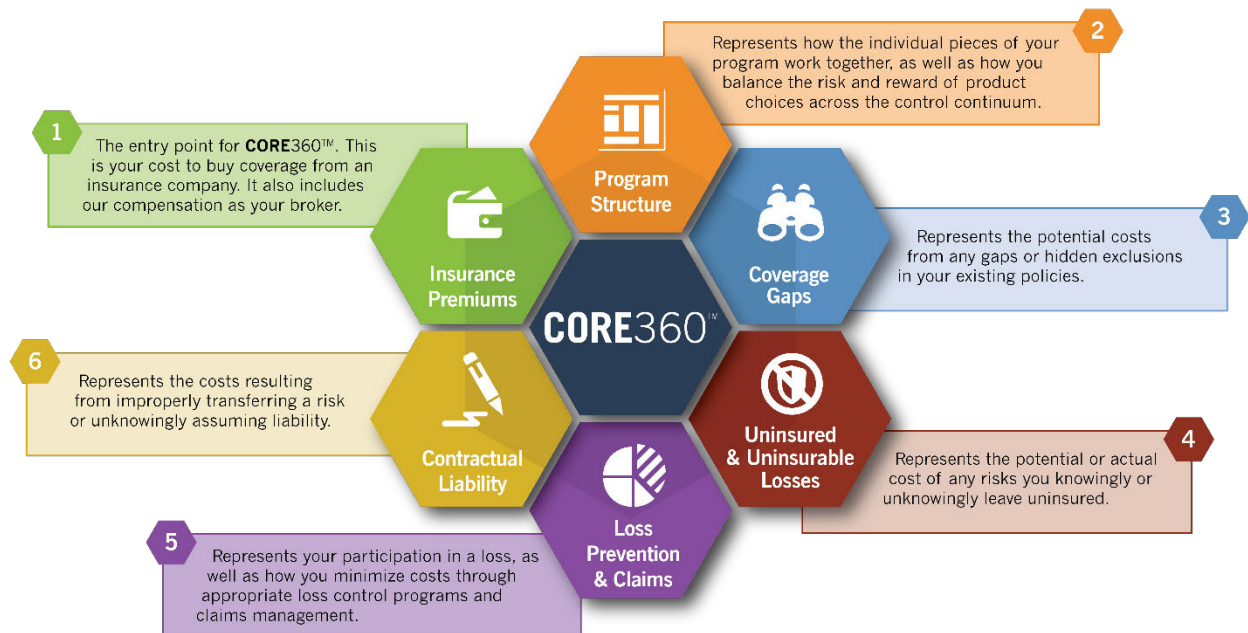 1
The entry point for CORE360™. This
is your cost to buy coverage from an
insurance company. It also includes
our compensation as your broker.
Insurance
Premiums
2
Represents how the individual pieces of your
program work together, as well as how you
balance the risk and reward of product
choices across the control continuum.
Program
Structure
3
Represents the potential costs
from any gaps or hidden exclusions
in your existing policies.
Coverage
Gaps
CORE360™
4
Represents the potential or actual
cost of any risks you knowingly or
unknowingly leave uninsured.
Uninsured
& Uninsurable
Losses
5
Represents your participation in a loss, as
well as how you minimize costs through
appropriate loss control programs and
claims management.
Loss
Prevention
& Claims
6
Represents the costs resulting
from improperly transferring a risk
or unknowingly assuming liability.
Contractual
Liability